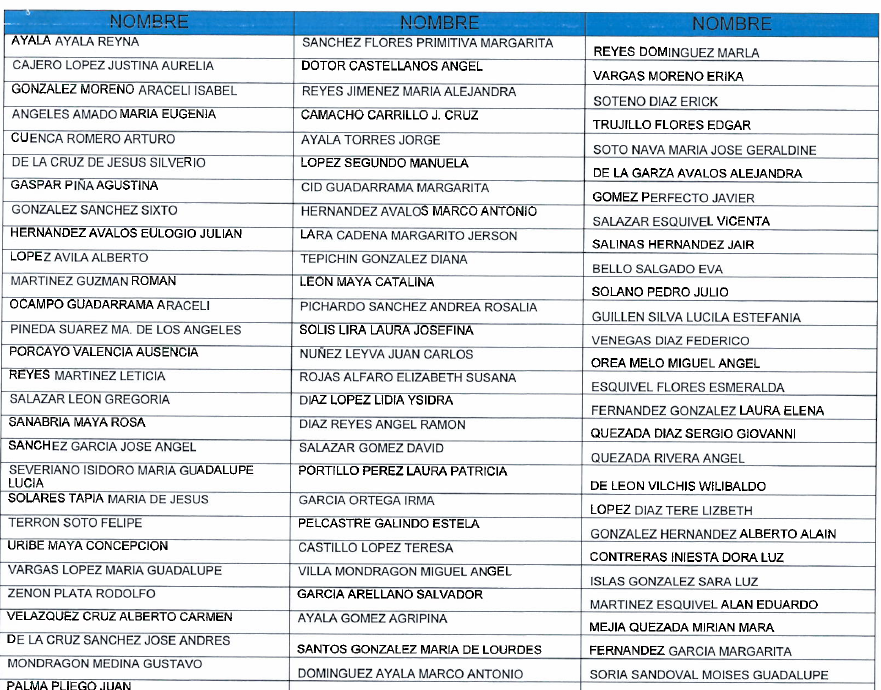 NOMBRE NOMBRE NOMBRE
AYALA AYALA REYNA SANCHEZ FLORES PRIMITIVA MARGARITA REYES DOMINGUEZ MARLA
CAJERO LOPEZ JUSTINA AURELIA DOTOR CASTELLANOS ANGEL VARGAS MORENO ERIKA
GONZALEZ MORENO ARACELI ISABEL REYES JIMENEZ MARIA ALEJANDRA SOTENO DIAZ ERICK
ANGELES AMADO MARIA EUGENIA CAMACHO CARRILLO J. CRUZ TRUJILLO FLORES EDGAR
CUENCA ROMERO ARTURO AYALA TORRES JORGE SOTO NAVA MARIA JOSE GERALDINE
DE LA CRUZ DE JESUS SILVERIO LOPEZ SEGUNDO MANUELA DE LA GARZA AVALOS ALEJANDRA
GASPAR PIÑA AGUSTINA CID GUADARRAMA MARGARITA GOMEZ PERFECTO JAVIER
GONZALEZ SANCHEZ SIXTO HERNANDEZ AVALOS MARCO ANTONIO SALAZAR ESQUIVEL VICENTA
HERNANDEZ AVALOS EULOGIO JULIAN LARA CADENA MARGARITO JERSON SALINAS HERNANDEZ JAIR
LOPEZ AVILA ALBERTO TEPICHIN GONZALEZ DIANA BELLO SALGADO EVA
MARTINEZ GUZMAN ROMAN LEON MAYA CATALINA SOLANO PEDRO JULIO
OCAMPO GUADARRAMA ARACELI PICHARDO SANCHEZ ANDREA ROSALIA GUILLEN SILVA LUCILA ESTEFANIA
PINEDA SUAREZ MA. DE LOS ANGELES SOLIS LIRA LAURA JOSEFINA VENEGAS DIAZ FEDERICO
PORCAYO VALENCIA AUSENCIA NUÑEZ LEYVA JUAN CARLOS OREA MELO MIGUEL ANGEL
REYES MARTINEZ LETICIA ROJAS ALFARO ELIZABETH SUSANA ESQUIVEL FLORES ESMERALDA
SALAZAR LEON GREGORIA DIAZ LOPEZ LIDIA YSIDRA FERNANDEZ GONZALEZ LAURA ELENA
SANABRIA MAYA ROSA DIAZ REYES ANGEL RAMON QUEZADA DIAZ SERGIO GIOVANNI
SANCHEZ GARCIA JOSE ANGEL SALAZAR GOMEZ DAVID QUEZADA RIVERA ANGEL
SEVERIANO ISIDORO MARIA GUADALUPE
LUCIA PORTILLO PEREZ LAURA PATRICIA DE LEON VILCHIS WILIBALDO
SOLARES TAPIA MARIA DE JESUS GARCIA ORTEGA IRMA LOPEZ DIAZ TERE LIZBETH
TERRON SOTO FELIPE PELCASTRE GALINDO ESTELA GONZALEZ HERNANDEZ ALBERTO ALAIN
URIBE MAYA CONCEPCION CASTILLO LOPEZ TERESA CONTRERAS INIESTA DORA LUZ
VARGAS LOPEZ MARIA GUADALUPE VILLA MONDRAGON MIGUEL ANGEL ISLAS GONZALEZ SARA LUZ
ZENON PLATA RODOLFO GARCIA ARELLANO SALVADOR MARTINEZ ESQUIVEL ALAN EDUARDO
VELAZQUEZ CRUZ ALBERTO CARMEN AYALA GOMEZ AGRIPINA MEJIA QUEZADA MIRIAN MARA
DE LA CRUZ SANCHEZ JOSE ANDRES SANTOS GONZALEZ MARIA DE LOURDES FERNANDEZ GARCIA MARGARITA
MONDRAGON MEDINA GUSTAVO DOMINGUEZ AYALA MARCO ANTONIO SORIA SANDOVAL MOISES GUADALUPE
PALMA PLIEGO JUAN